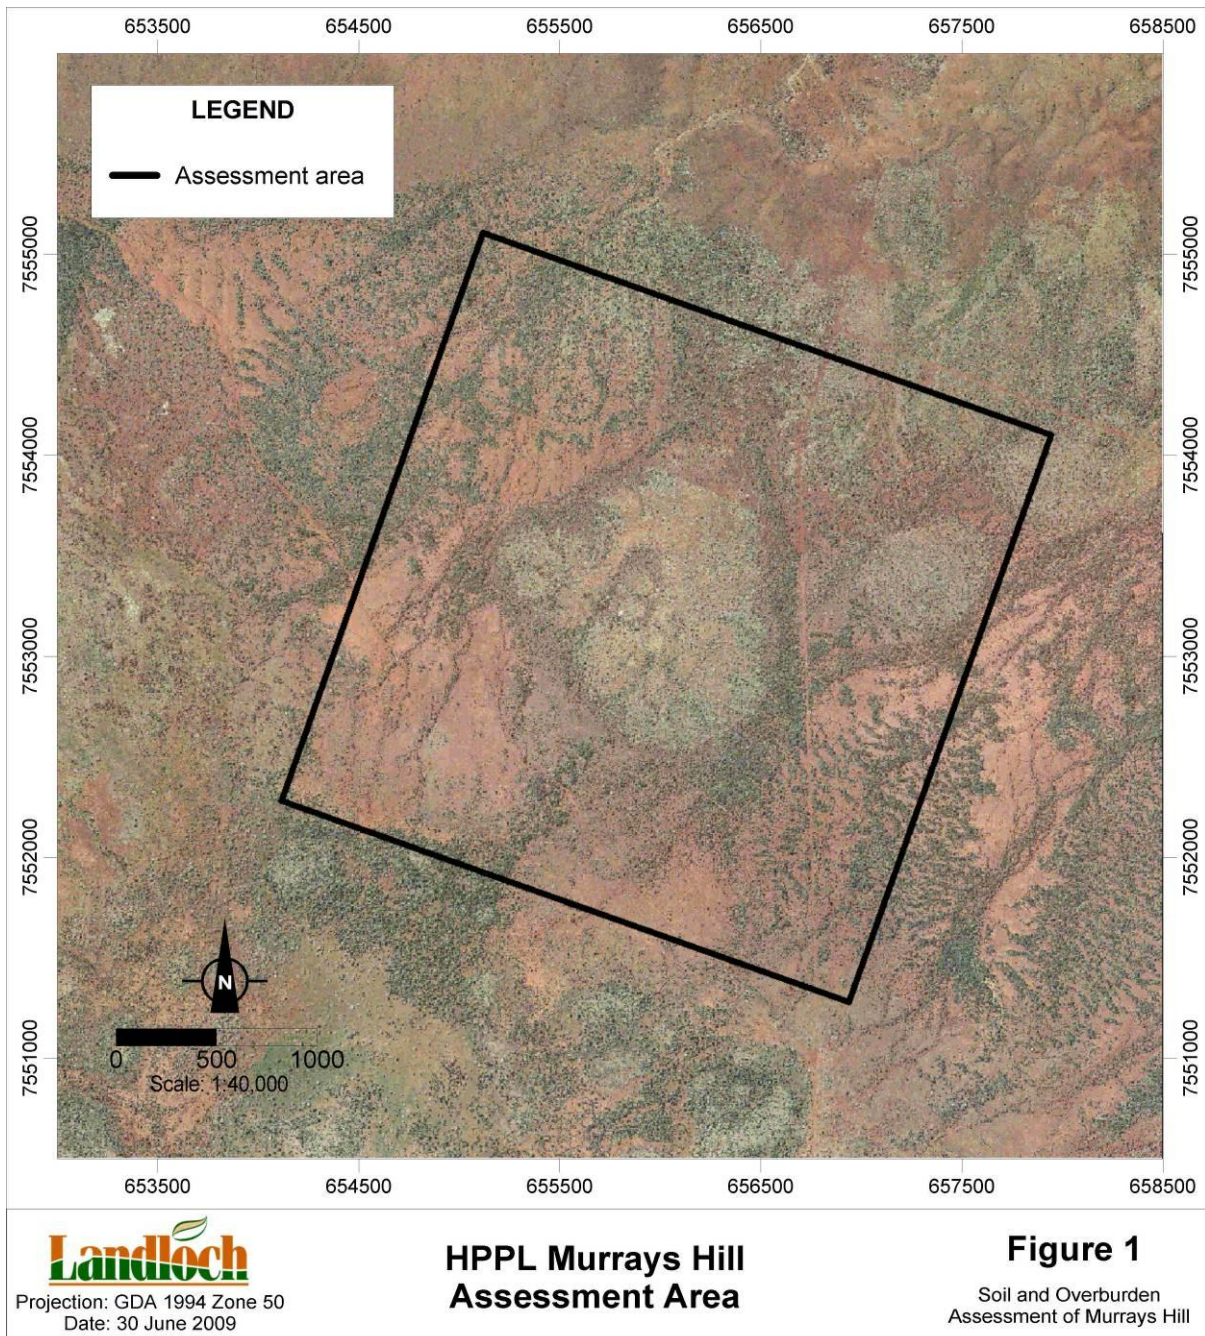 653500 654500 655500 656500 657500 658500
LEGEND
Assessment area
7555000
7554000
7553000
7552000
7551000
7555000
7554000
7553000
7552000
7551000
N
0 500 1000
Scale: 1:40,000
653500 654500 655500 656500 657500 658500
Landloch
Projection: GDA 1994 Zone 50
Date: 30 June 2009
HPPL Murrays Hill
Assessment Area
Figure 1
Soil and Overburden
Assessment of Murrays Hill